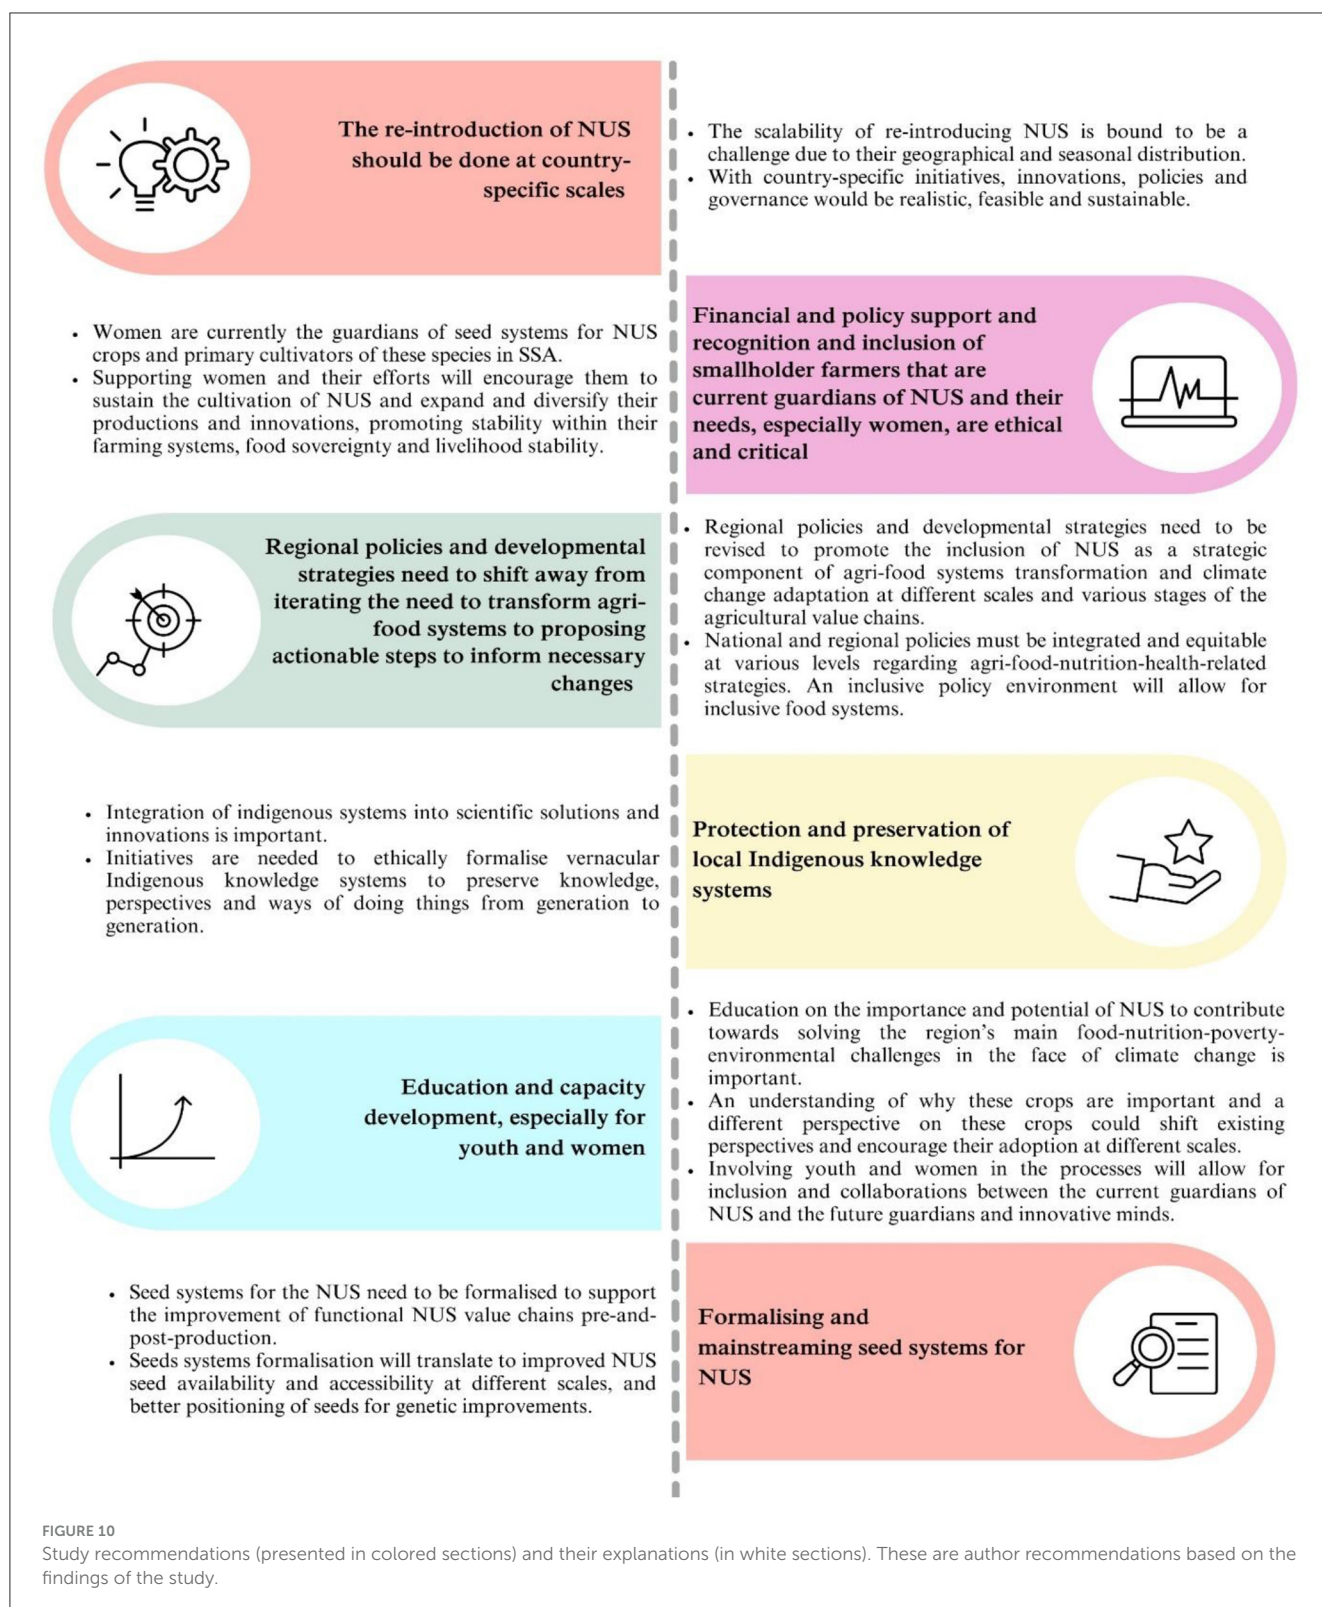 The re-introduction of NUS
should be done at country-
specific scales
• The scalability of re-introducing NUS is bound to be a
challenge due to their geographical and seasonal distribution.
• With country-specific initiatives, innovations, policies and
governance would be realistic, feasible and sustainable.
Financial and policy support and
recognition and inclusion of
smallholder farmers that are
current guardians of NUS and their
needs, especially women, are ethical
and critical
• Women are currently the guardians of seed systems for NUS
crops and primary cultivators of these species in SSA.
• Supporting women and their efforts will encourage them to
sustain the cultivation of NUS and expand and diversify their
productions and innovations, promoting stability within their
farming systems, food sovereignty and livelihood stability.
Regional policies and developmental
strategies need to shift away from
iterating the need to transform agri-
food systems to proposing
actionable steps to inform necessary
changes
• Regional policies and developmental strategies need to be
revised to promote the inclusion of NUS as a strategic
component of agri-food systems transformation and climate
change adaptation at different scales and various stages of the
agricultural value chains.
• National and regional policies must be integrated and equitable
at various levels regarding agri-food-nutrition-health-related
strategies. An inclusive policy environment will allow for
inclusive food systems.
Protection and preservation of
local Indigenous knowledge
systems
• Integration of indigenous systems into scientific solutions and
innovations is important.
• Initiatives are needed to ethically formalise vernacular
Indigenous knowledge systems to preserve knowledge,
perspectives and ways of doing things from generation to
generation.
Education and capacity
development, especially for
youth and women
• Education on the importance and potential of NUS to contribute
towards solving the region's main food-nutrition-poverty-
environmental challenges in the face of climate change is
important.
• An understanding of why these crops are important and a
different perspective on these crops could shift existing
perspectives and encourage their adoption at different scales.
• Involving youth and women in the processes will allow for
inclusion and collaborations between the current guardians of
NUS and the future guardians and innovative minds.
Formalising and
mainstreaming seed systems for
NUS
• Seed systems for the NUS need to be formalised to support
the improvement of functional NUS value chains pre-and-
post-production.
• Seeds systems formalisation will translate to improved NUS
seed availability and accessibility at different scales, and
better positioning of seeds for genetic improvements.
FIGURE 10
Study recommendations (presented in colored sections) and their explanations (in white sections). These are author recommendations based on the
findings of the study.